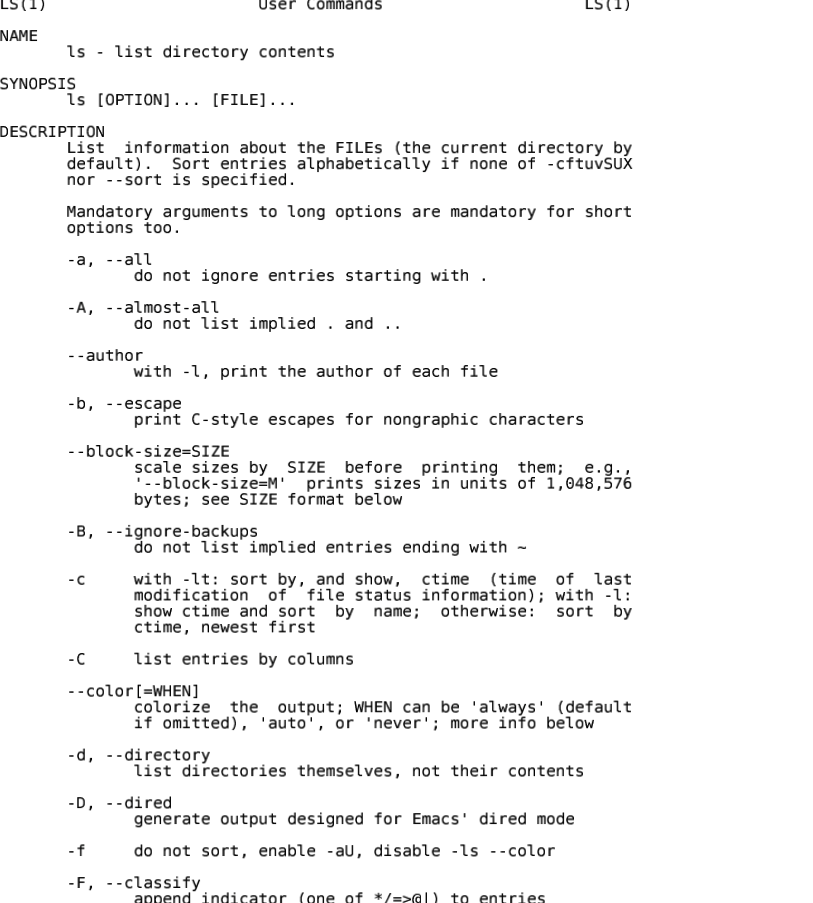 LS(1)                            User Commands                           LS(1)

NAME
       ls - list directory contents

SYNOPSIS
       ls [OPTION]... [FILE]...

DESCRIPTION
       List  information about the FILEs (the current directory by
       default).  Sort entries alphabetically if none of -cftuvSUX
       nor --sort is specified.

       Mandatory arguments to long options are mandatory for short
       options too.

       -a, --all
              do not ignore entries starting with .

       -A, --almost-all
              do not list implied . and ..

       --author
              with -l, print the author of each file

       -b, --escape
              print C-style escapes for nongraphic characters

       --block-size=SIZE
              scale sizes by  SIZE  before  printing  them;  e.g.,
              '--block-size=M'  prints sizes in units of 1,048,576
              bytes; see SIZE format below

       -B, --ignore-backups
              do not list implied entries ending with ~

       -c     with -lt: sort by, and show,  ctime  (time  of  last
              modification  of  file status information); with -l:
              show ctime and sort  by  name;  otherwise:  sort  by
              ctime, newest first

       -C     list entries by columns

       --color[=WHEN]
              colorize  the  output; WHEN can be 'always' (default
              if omitted), 'auto', or 'never'; more info below

       -d, --directory
              list directories themselves, not their contents

       -D, --dired
              generate output designed for Emacs' dired mode

       -f     do not sort, enable -aU, disable -ls --color

       -F, --classify
              append indicator (one of */=>@|) to entries